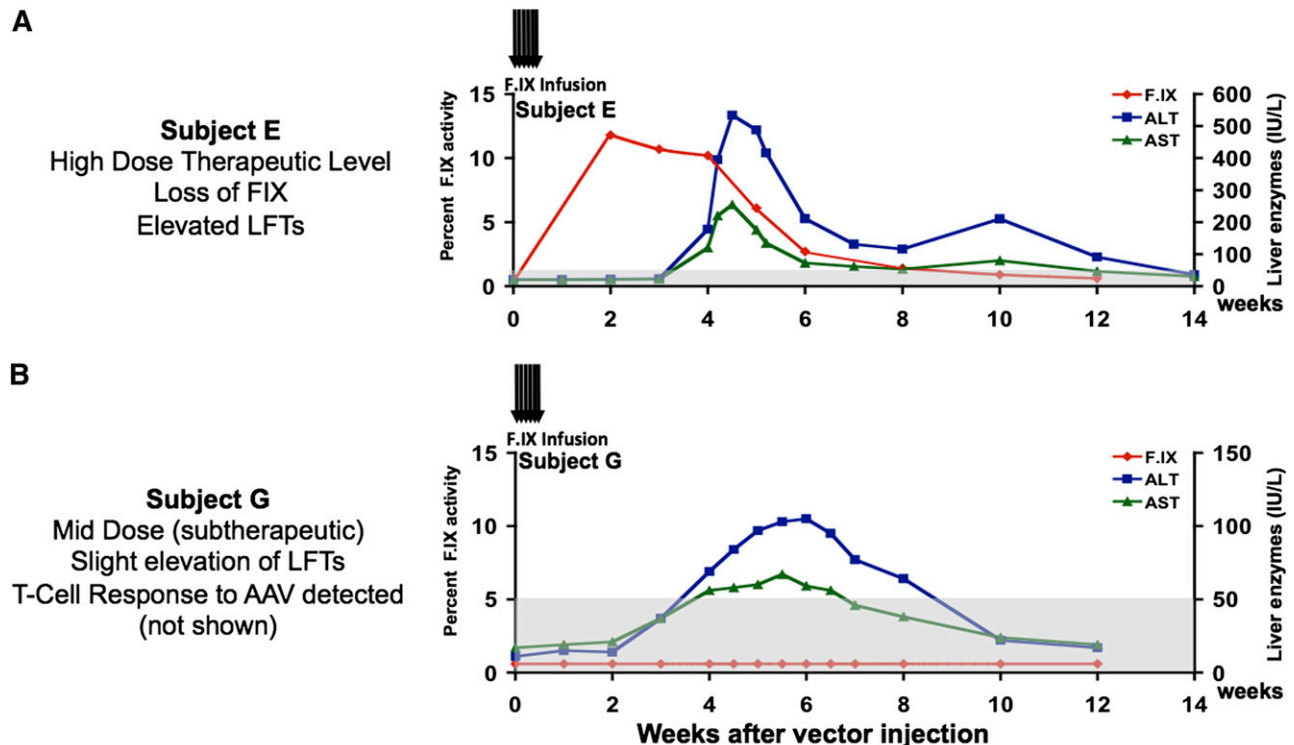 A
Subject E
High Dose Therapeutic Level
Loss of FIX
Elevated LFTs
F.IX Infusion
Subject E
Percent F.IX activity
15
10
5
0
F.IX
ALT
AST
600
500
400
300
200
100
0
Liver enzymes (IU/L)
weeks
0 2 4 6 8 10 12 14
B
Subject G
Mid Dose (subtherapeutic)
Slight elevation of LFTs
T-Cell Response to AAV detected
(not shown)
F.IX Infusion
Subject G
Percent F.IX activity
15
10
5
0
F.IX
ALT
AST
150
100
50
0
Liver enzymes (IU/L)
weeks
0 2 4 6 8 10 12 14
Weeks after vector injection